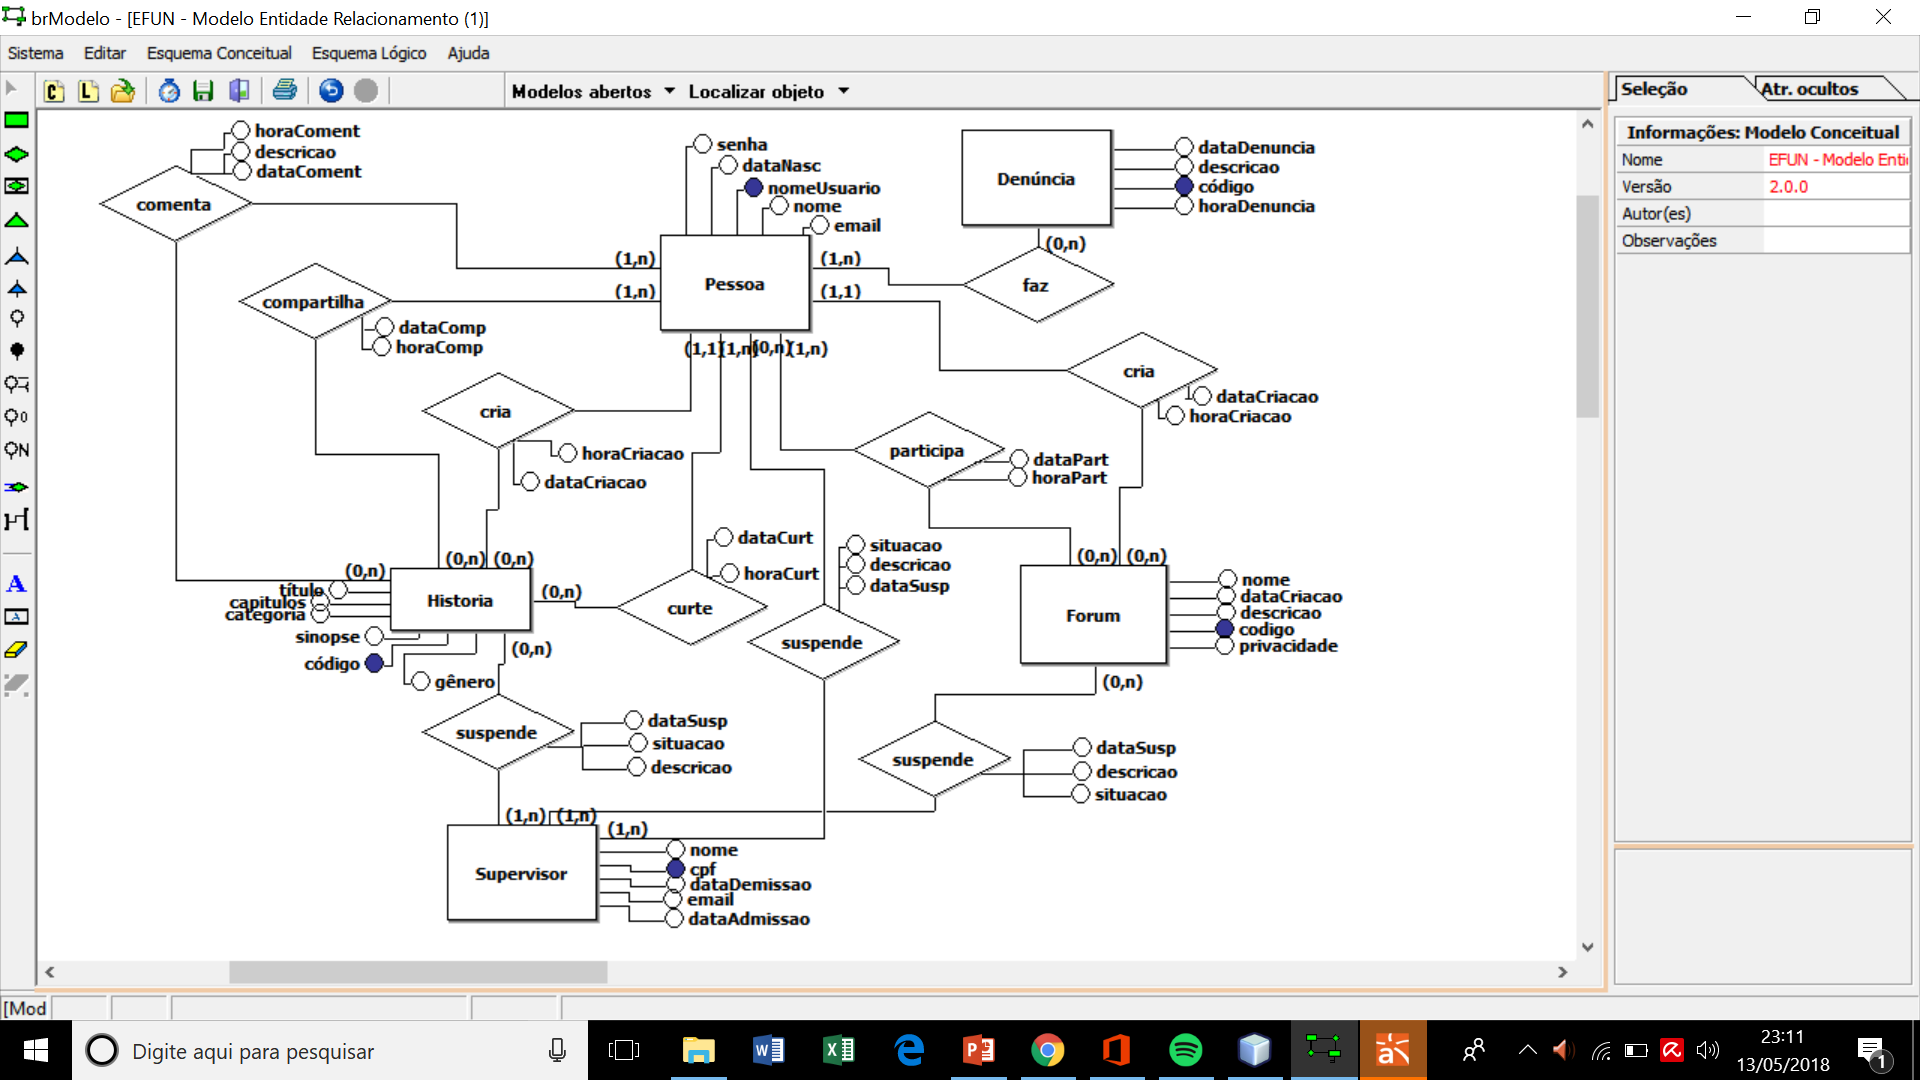 brModelo - [EFUN - Modelo Entidade Relacionamento (1)]
Sistema Editar Esquema Conceitual Esquema Lógico Ajuda
C L Modelos abertos Localizar objeto
Seleção Atr. ocultos
Informações: Modelo Conceitual
Nome EFUN - Modelo Enti
Versão 2.0.0
Autor(es)
Observações
horaComent
descricao
dataComent
comenta
senha
dataNasc
nomeUsuario
nome
email
Denúncia
dataDenuncia
descricao
código
horaDenuncia
(0,n)
(1,n)
Pessoa
(1,n)
faz
(1,n)
(1,1)
compartilha
dataComp
horaComp
(1,1) (1,n) (0,n) (1,n)
cria
dataCriacao
horaCriacao
cria
horaCriacao
dataCriacao
participa
dataPart
horaPart
dataCurt
horaCurt
situacao
descricao
dataSusp
(0,n) (0,n)
(0,n) (0,n)
(0,n)
título
capitulos
categoria
Historia
(0,n)
curte
suspende
Forum
nome
dataCriacao
descricao
codigo
privacidade
sinopse
código
gênero
(0,n)
(0,n)
suspende
dataSusp
situacao
descricao
suspende
dataSusp
descricao
situacao
(1,n) (1,n)
(1,n)
Supervisor
nome
cpf
dataDemissao
email
dataAdmissao
0
N
A
A
[Mod
Digite aqui para pesquisar
23:11
13/05/2018
1